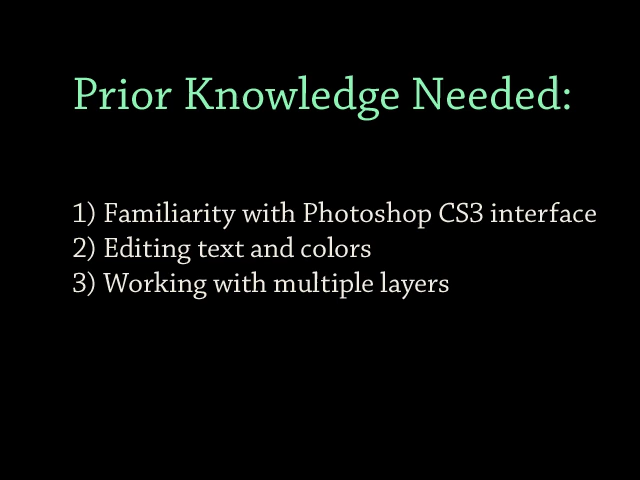 Prior Knowledge Needed:
1) Familiarity with Photoshop CS3 interface
2) Editing text and colors
3) Working with multiple layers